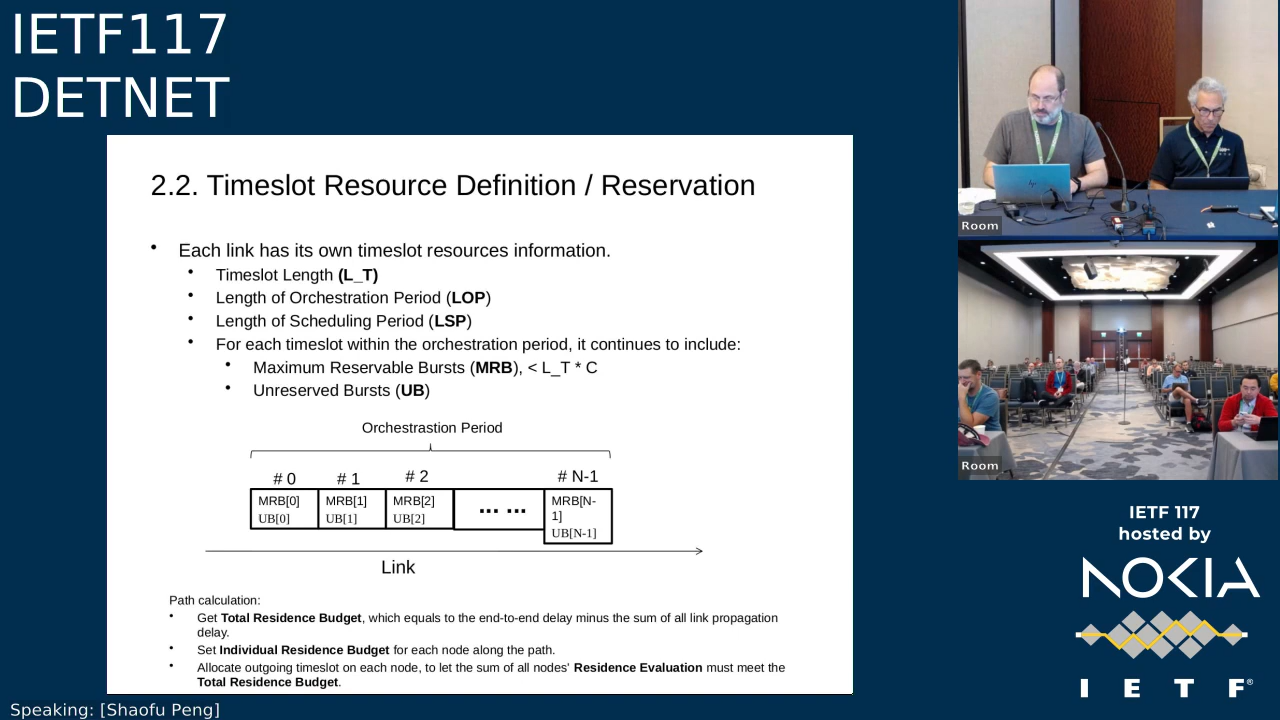 IETF117
DETNET
2.2. Timeslot Resource Definition / Reservation
• Each link has its own timeslot resources information.
• Timeslot Length (L_T)
• Length of Orchestration Period (LOP)
• Length of Scheduling Period (LSP)
• For each timeslot within the orchestration period, it continues to include:
• Maximum Reservable Bursts (MRB), < L_T * C
• Unreserved Bursts (UB)
Orchestrastion Period
# 0 # 1 # 2 # N-1
MRB[0] MRB[1] MRB[2] ... ... MRB[N-
1]
UB[0] UB[1] UB[2] UB[N-1]
Link
Path calculation:
• Get Total Residence Budget, which equals to the end-to-end delay minus the sum of all link propagation
delay.
• Set Individual Residence Budget for each node along the path.
• Allocate outgoing timeslot on each node, to let the sum of all nodes' Residence Evaluation must meet the
Total Residence Budget.
Speaking: [Shaofu Peng]
Room
Room
IETF 117
hosted by
NOKIA
I E T F®